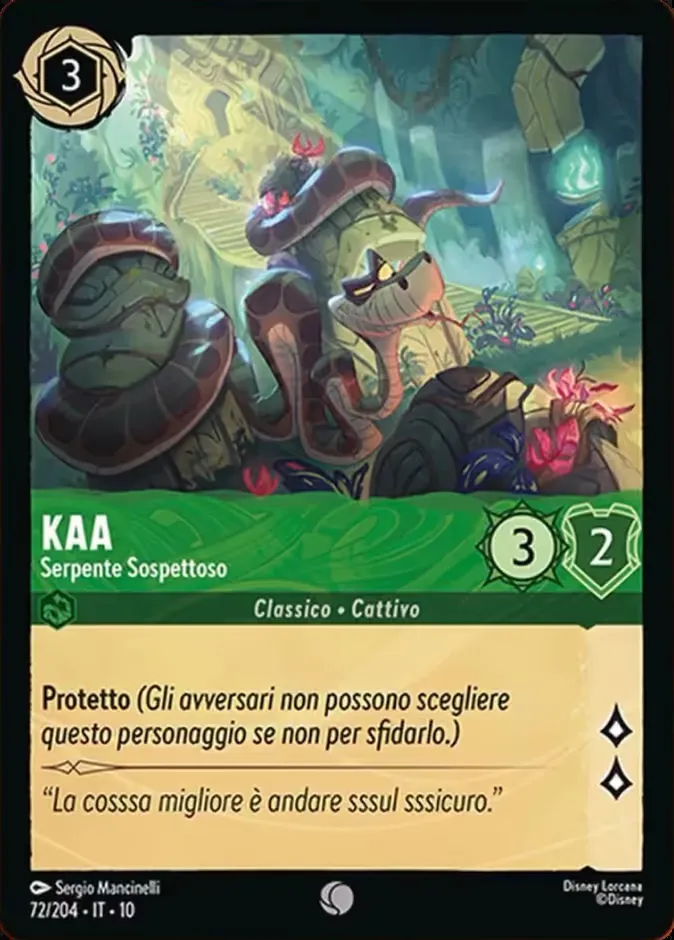 3
KAA
Serpente Sospettoso
3
2
Classico • Cattivo
Protetto (Gli avversari non possono scegliere
questo personaggio se non per sfidarlo.)
“La cosssa migliore è andare sssul sssicuro.”
Sergio Mancinelli
72/204 • IT • 10
Disney Lorcana
©Disney